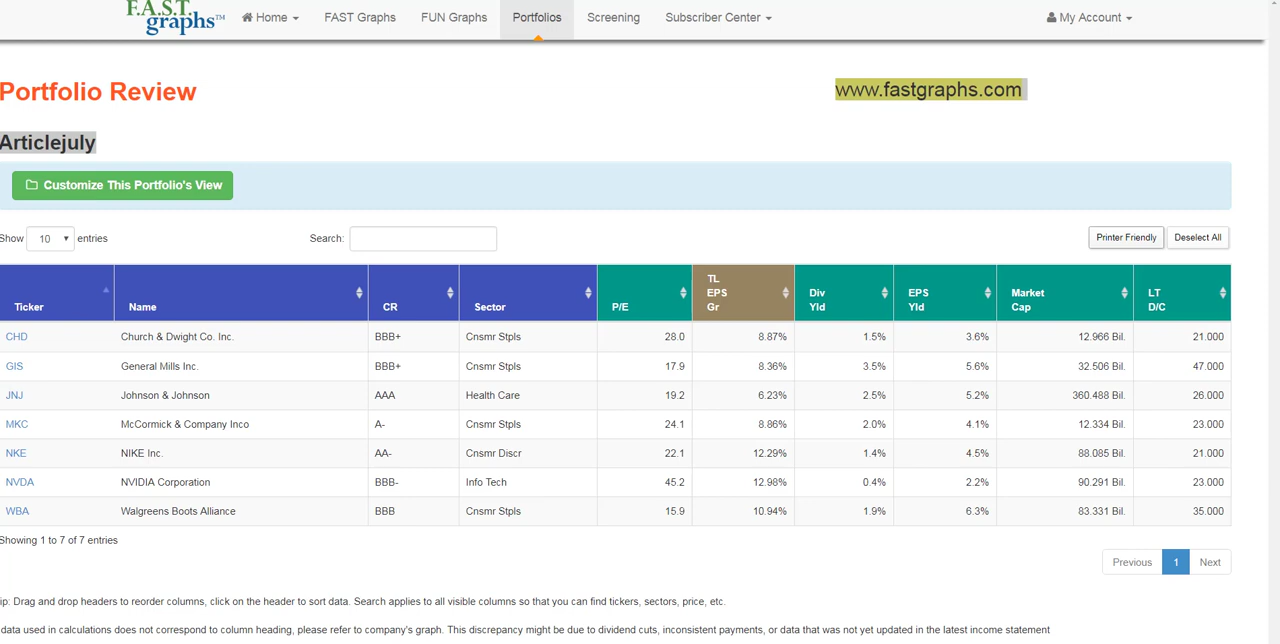 F.A.S.T. graphs™ Home FAST Graphs FUN Graphs Portfolios Screening Subscriber Center My Account
Portfolio Review www.fastgraphs.com
Articlejuly
Customize This Portfolio's View
Show 10 entries Search: Printer Friendly Deselect All
Ticker Name CR Sector P/E TL EPS Gr Div Yld EPS Yld Market Cap LT D/C
CHD Church & Dwight Co. Inc. BBB+ Cnsmr Stpls 28.0 8.87% 1.5% 3.6% 12.966 Bil. 21.000
GIS General Mills Inc. BBB+ Cnsmr Stpls 17.9 8.36% 3.5% 5.6% 32.506 Bil. 47.000
JNJ Johnson & Johnson AAA Health Care 19.2 6.23% 2.5% 5.2% 360.488 Bil. 26.000
MKC McCormick & Company Inco A- Cnsmr Stpls 24.1 8.86% 2.0% 4.1% 12.334 Bil. 23.000
NKE NIKE Inc. AA- Cnsmr Discr 22.1 12.29% 1.4% 4.5% 88.085 Bil. 21.000
NVDA NVIDIA Corporation BBB- Info Tech 45.2 12.98% 0.4% 2.2% 90.291 Bil. 23.000
WBA Walgreens Boots Alliance BBB Cnsmr Stpls 15.9 10.94% 1.9% 6.3% 83.331 Bil. 35.000
Showing 1 to 7 of 7 entries
Previous 1 Next
ip: Drag and drop headers to reorder columns, click on the header to sort data. Search applies to all visible columns so that you can find tickers, sectors, price, etc.
data used in calculations does not correspond to column heading, please refer to company's graph. This discrepancy might be due to dividend cuts, inconsistent payments, or data that was not yet updated in the latest income statement